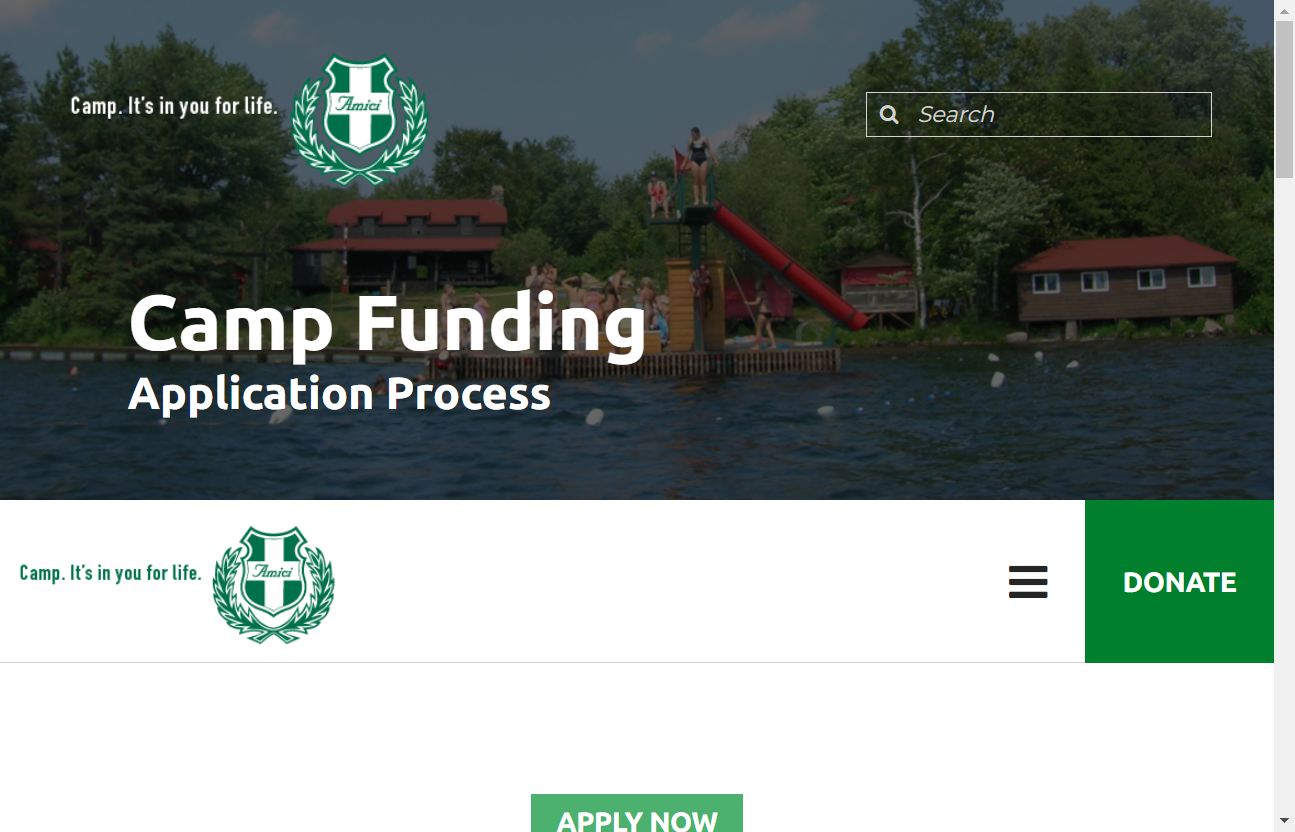 Camp. It's in you for life.
Amici
Search
Camp Funding
Application Process
Camp. It's in you for life.
Amici
DONATE
APPLY NOW